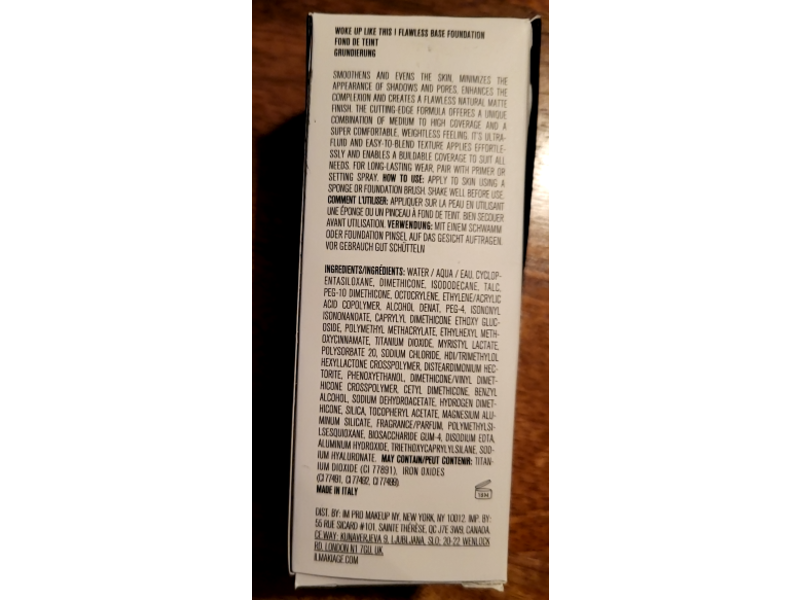 WOKE UP LIKE THIS I FLAWLESS BASE FOUNDATION
FOND DE TEINT
GRUNDIERUNG
SMOOTHENS AND EVENS THE SKIN, MINIMIZES THE
APPEARANCE OF SHADOWS AND PORES, ENHANCES THE
COMPLEXION AND CREATES A FLAWLESS NATURAL MATTE
FINISH. THE CUTTING-EDGE FORMULA OFFERES A UNIQUE
COMBINATION OF MEDIUM TO HIGH COVERAGE AND A
SUPER COMFORTABLE, WEIGHTLESS FEELING. IT'S ULTRA-
FLUID AND EASY-TO-BLEND TEXTURE APPLIES EFFORTLE-
SSLY AND ENABLES A BUILDABLE COVERAGE TO SUIT ALL
NEEDS. FOR LONG-LASTING WEAR, PAIR WITH PRIMER OR
SETTING SPRAY. HOW TO USE: APPLY TO SKIN USING A
SPONGE OR FOUNDATION BRUSH. SHAKE WELL BEFORE USE.
COMMENT L'UTILISER: APPLIQUER SUR LA PEAU EN UTILISANT
UNE ÉPONGE OU UN PINCEAU À FOND DE TEINT. BIEN SECOUER
AVANT UTILISATION. VERWENDUNG: MIT EINEM SCHWAMM
ODER FOUNDATION PINSEL AUF DAS GESICHT AUFTRAGEN.
VOR GEBRAUCH GUT SCHÜTTELN
INGREDIENTS/INGRÉDIENTS: WATER / AQUA / EAU, CYCLOP-
ENTASILOXANE, DIMETHICONE, ISODODECANE, TALC,
PEG-10 DIMETHICONE, OCTOCRYLENE, ETHYLENE/ACRYLIC
ACID COPOLYMER, ALCOHOL DENAT, PEG-4, ISONONYL
ISONONANOATE, CAPRYLYL DIMETHICONE ETHOXY GLUC-
OSIDE, POLYMETHYL METHACRYLATE, ETHYLHEXYL METH-
OXYCINNAMATE, TITANIUM DIOXIDE, MYRISTYL LACTATE,
POLYSORBATE 20, SODIUM CHLORIDE, HDI/TRIMETHYLOL
HEXYLLACTONE CROSSPOLYMER, DISTEARDIMONIUM HEC-
TORITE, PHENOXYETHANOL, DIMETHICONE/VINYL DIMET-
HICONE CROSSPOLYMER, CETYL DIMETHICONE, BENZYL
ALCOHOL, SODIUM DEHYDROACETATE, HYDROGEN DIMET-
HICONE, SILICA, TOCOPHERYL ACETATE, MAGNESIUM ALU-
MINUM SILICATE, FRAGRANCE/PARFUM, POLYMETHYLSI-
LSESQUIOXANE, BIOSACCHARIDE GUM-4, DISODIUM EDTA,
ALUMINUM HYDROXIDE, TRIETHOXYCAPRYLYLSILANE, SOD-
IUM HYALURONATE. MAY CONTAIN/PEUT CONTENIR: TITAN-
IUM DIOXIDE (CI 77891), IRON OXIDES
(CI 77491, CI 77492, CI 77499)
MADE IN ITALY
18M
DIST. BY: IM PRO MAKEUP NY, NEW YORK, NY 10012. IMP. BY:
55 RUE SICARD #101, SAINTE THÉRÈSE, QC J7E 3W9, CANADA.
CE WAY: KUNAVERJEVA 9, LJUBLJANA, SLO, 20-22 WENLOCK
RD, LONDON N1 7GU, UK
ILMAKIAGE.COM